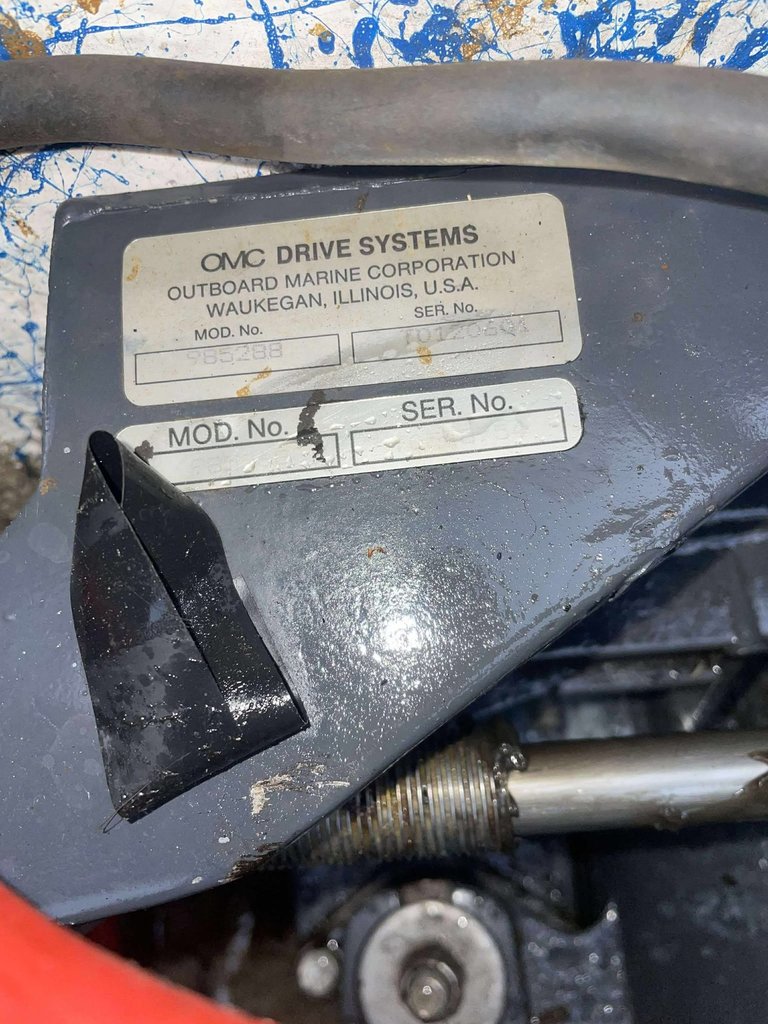 OMC DRIVE SYSTEMS
OUTBOARD MARINE CORPORATION
WAUKEGAN, ILLINOIS, U.S.A.
MOD. No. SER. No.
985288
MOD. No. SER. No.